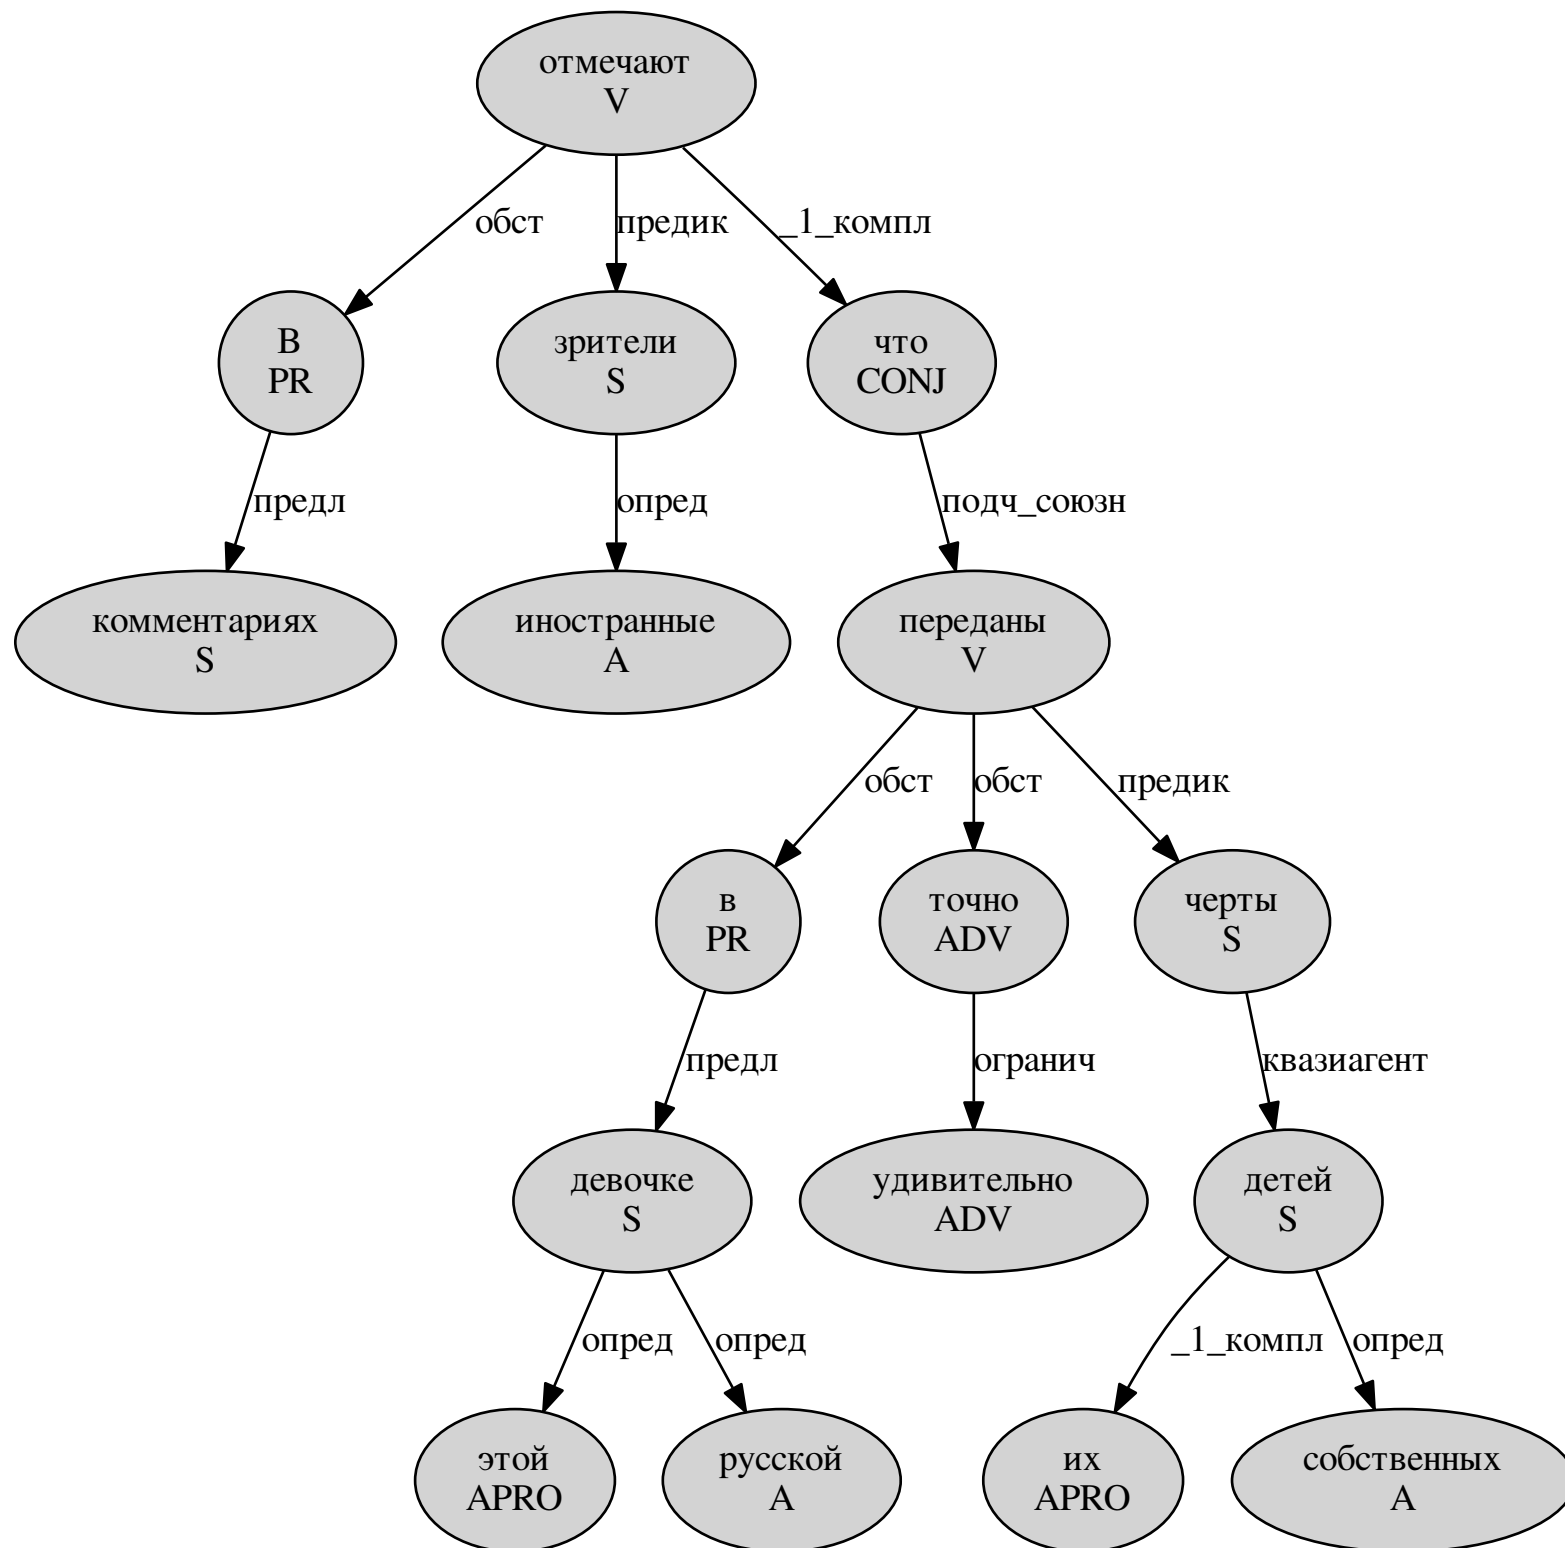 отмечают
V
обст
предик
_1_компл
В
PR
зрители
S
что
CONJ
предл
опред
подч_союзн
комментариях
S
иностранные
A
переданы
V
обст
обст
предик
в
PR
точно
ADV
черты
S
предл
огранич
квазиагент
девочке
S
удивительно
ADV
детей
S
опред
опред
_1_компл
опред
этой
APRO
русской
A
их
APRO
собственных
A